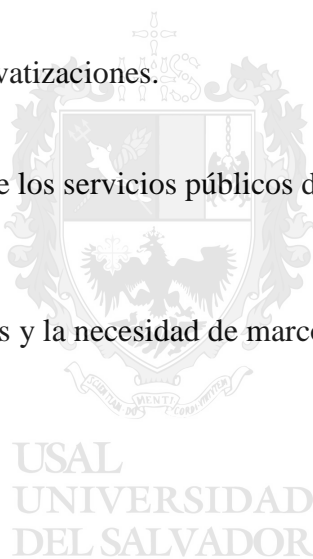 vatizaciones.
e los servicios públicos d
s y la necesidad de marco
USAL
UNIVERSIDAD
DEL SALVADOR